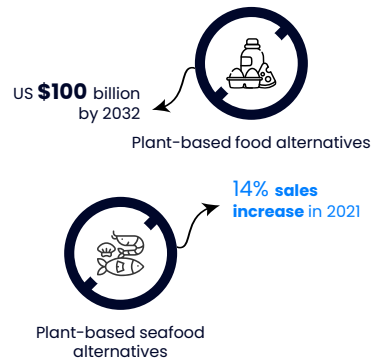 US $100 billion
by 2032
Plant-based food alternatives
14% sales
increase in 2021
Plant-based seafood
alternatives